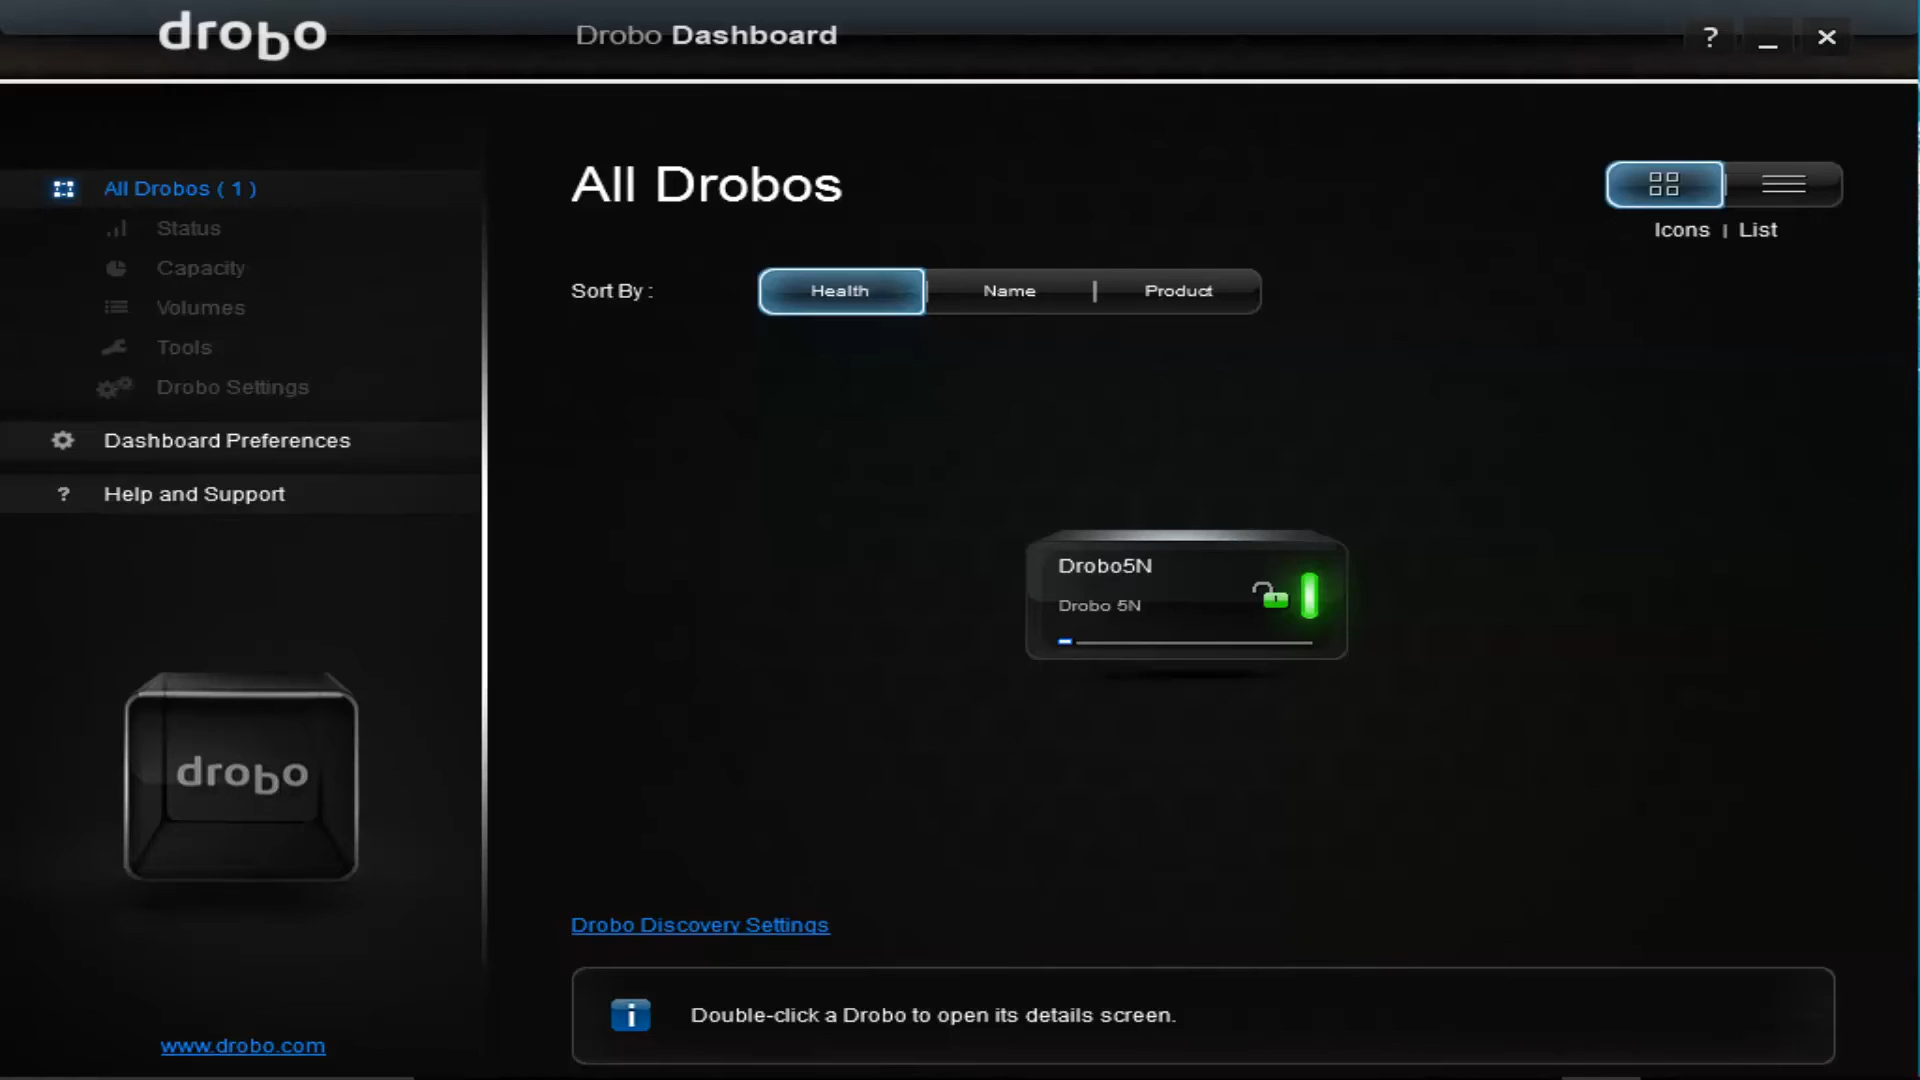 drobo
Drobo Dashboard
?
All Drobos ( 1 )
Status
Capacity
Volumes
Tools
Drobo Settings
Dashboard Preferences
? Help and Support
drobo
www.drobo.com
All Drobos
Icons | List
Sort By : Health | Name | Product
Drobo5N
Drobo 5N
Drobo Discovery Settings
i Double-click a Drobo to open its details screen.